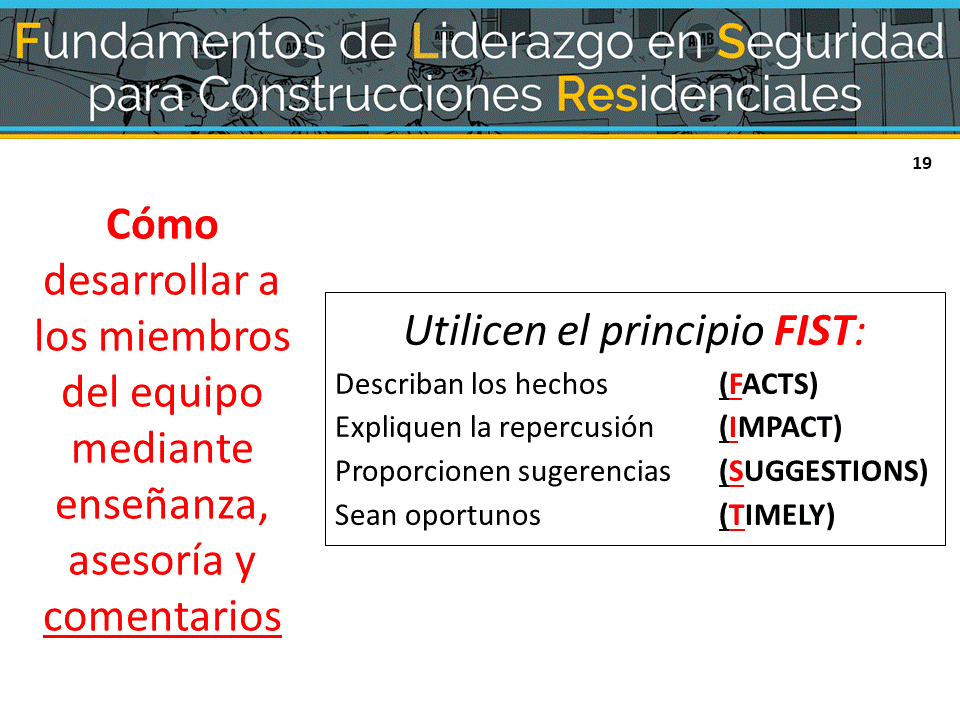 Fundamentos de Liderazgo en Seguridad
para Construcciones Residenciales
19
Cómo
desarrollar a
los miembros
del equipo
mediante
enseñanza,
asesoría y
comentarios
Utilicen el principio FIST:
Describan los hechos (FACTS)
Expliquen la repercusión (IMPACT)
Proporcionen sugerencias (SUGGESTIONS)
Sean oportunos (TIMELY)